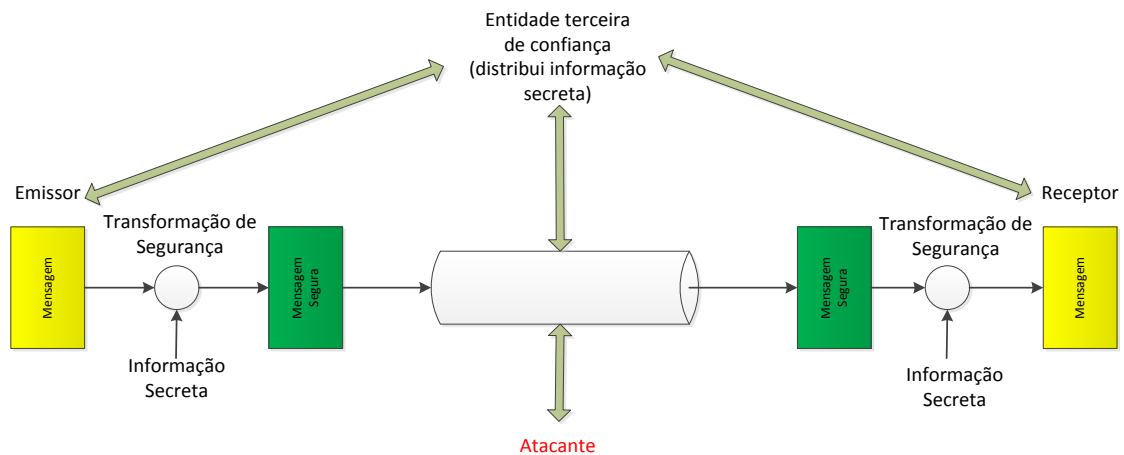 Entidade terceira
de confiança
(distribui informação
secreta)
Emissor
Receptor
Transformação de
Segurança
Transformação de
Segurança
Mensagem
Mensagem
Segura
Mensagem
Segura
Mensagem
Informação
Secreta
Informação
Secreta
Atacante